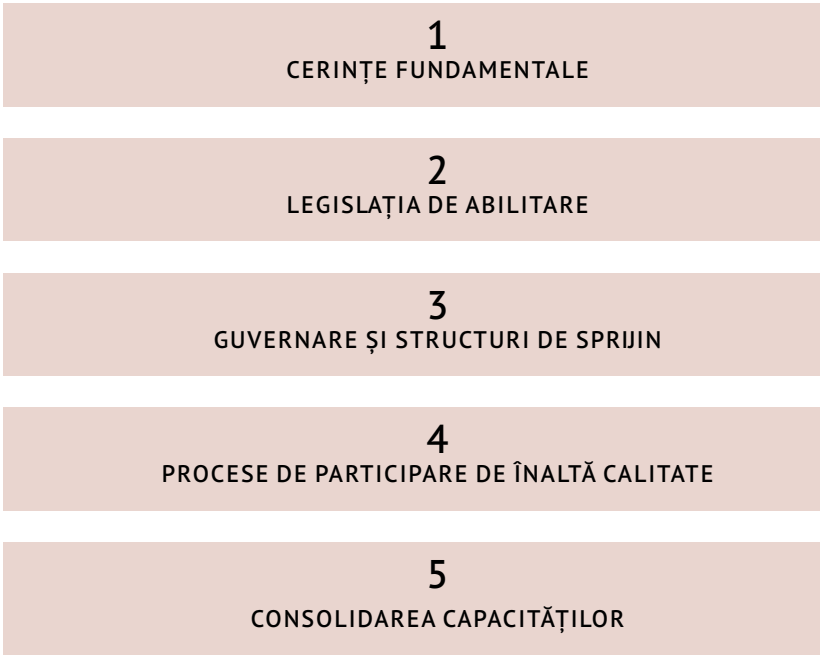 1
CERINȚE FUNDAMENTALE
2
LEGISLAȚIA DE ABILITARE
3
GUVERNARE ȘI STRUCTURI DE SPRIJIN
4
PROCESE DE PARTICIPARE DE ÎNALTĂ CALITATE
5
CONSOLIDAREA CAPACITĂȚILOR